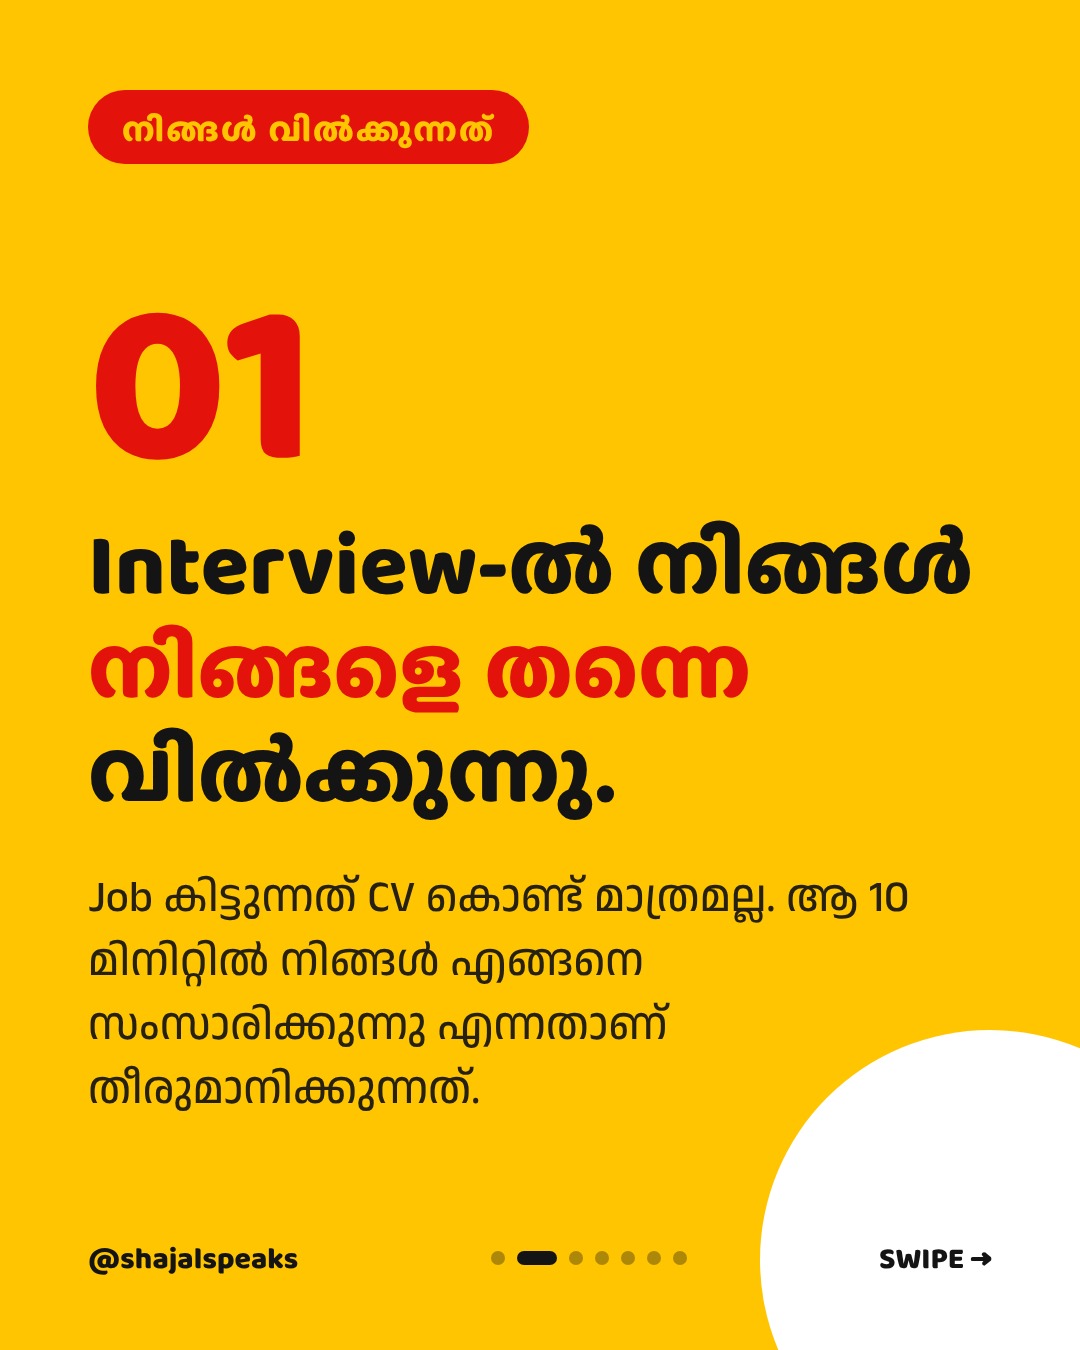 നിങ്ങൾ വിൽക്കുന്നത്
01
Interview-ൽ നിങ്ങൾ
നിങ്ങളെ തന്നെ
വിൽക്കുന്നു.
Job കിട്ടുന്നത് CV കൊണ്ട് മാത്രമല്ല. ആ 10
മിനിറ്റിൽ നിങ്ങൾ എങ്ങനെ
സംസാരിക്കുന്നു എന്നതാണ്
തീരുമാനിക്കുന്നത്.
@shajalspeaks
SWIPE →